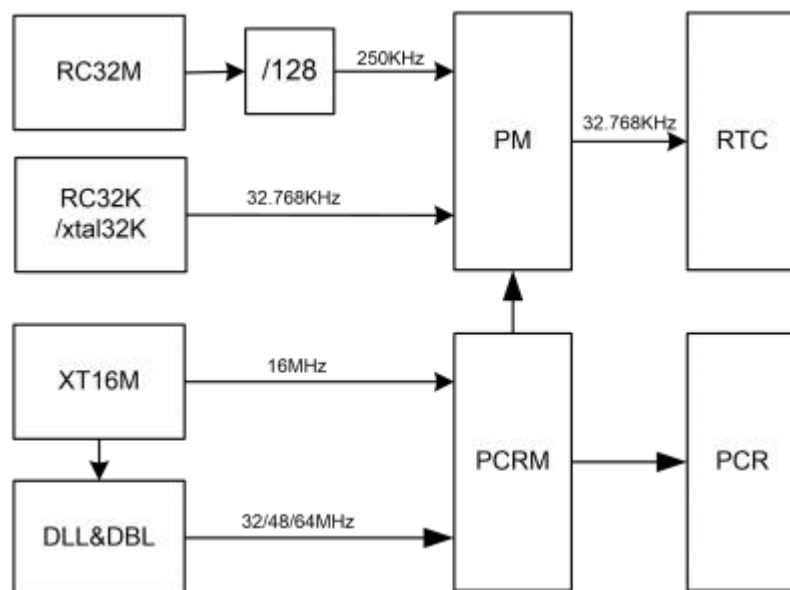 RC32M
/128
250KHz
PM
32.768KHz
RTC
RC32K
/xtal32K
32.768KHz
XT16M
16MHz
PCRM
PCR
DLL&DBL
32/48/64MHz